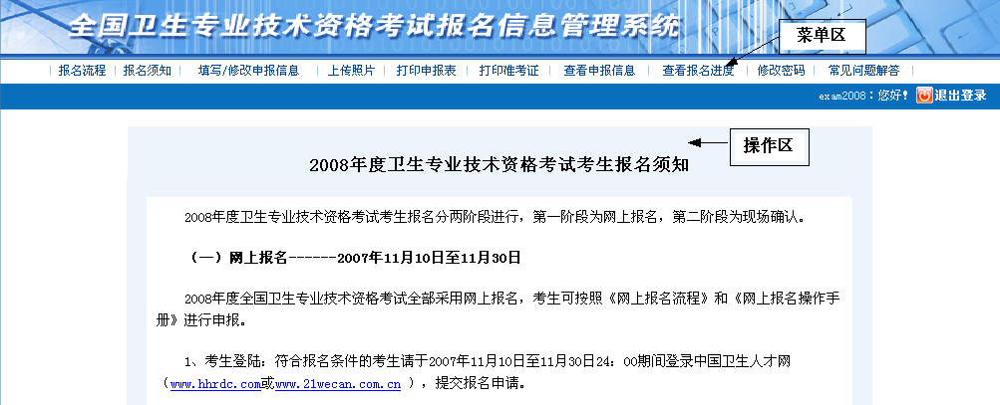 全国卫生专业技术资格考试报名信息管理系统
菜单区
报名流程 | 报名须知 | 填写/修改申报信息 | 上传照片 | 打印申报表 | 打印准考证 | 查看申报信息 | 查看报名进度 | 修改密码 | 常见问题解答
exam2008：您好！ 退出登录
操作区
2008年度卫生专业技术资格考试考生报名须知
2008年度卫生专业技术资格考试考生报名分两阶段进行，第一阶段为网上报名，第二阶段为现场确认。
（一）网上报名------2007年11月10日至11月30日
2008年度全国卫生专业技术资格考试全部采用网上报名，考生可按照《网上报名流程》和《网上报名操作手
册》进行申报。
1、考生登陆：符合报名条件的考生请于2007年11月10日至11月30日24：00期间登录中国卫生人才网
（www.hhrdc.com或www.21wecan.com.cn ），提交报名申请。